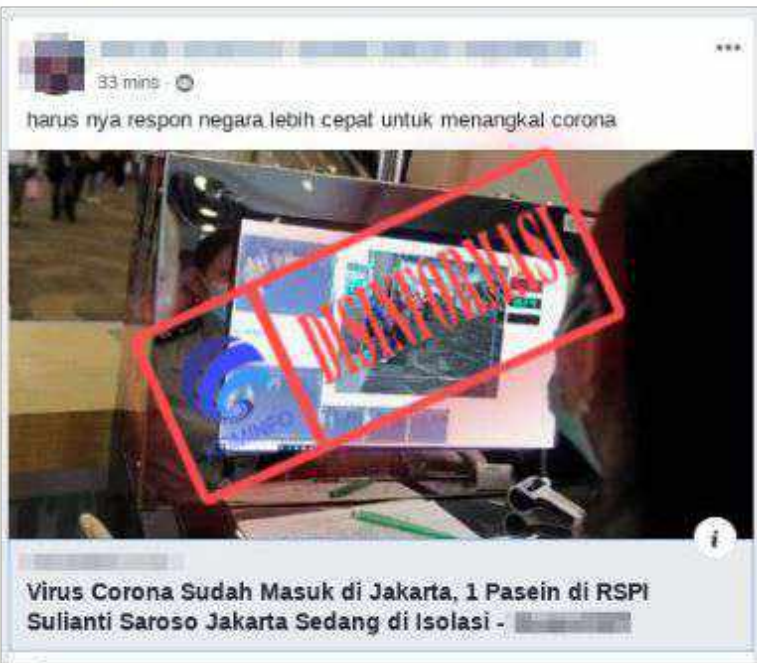 33 mins
harus nya respon negara lebih cepat untuk menangkal corona
DISINFORMASI
KOMINFO
Virus Corona Sudah Masuk di Jakarta, 1 Pasein di RSPI
Sulianti Saroso Jakarta Sedang di Isolasi -